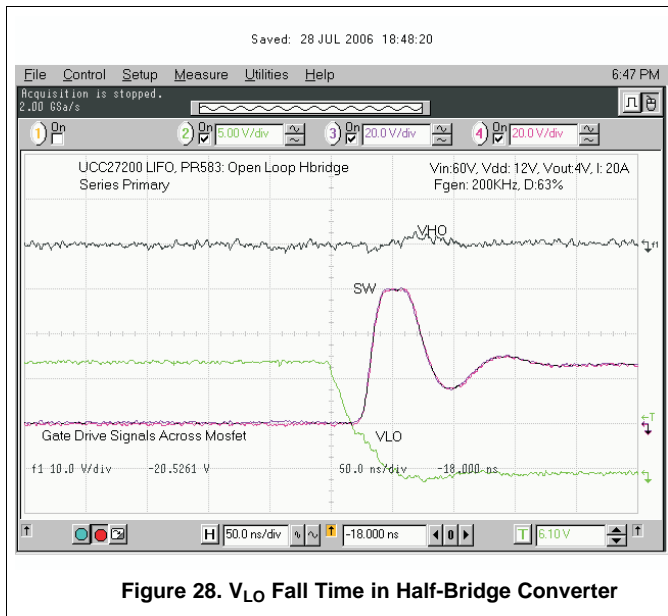 Saved: 28 JUL 2006 18:48:20
File Control Setup Measure Utilities Help 6:47 PM
Acquisition is stopped.
2.00 GSa/s
1 On 2 On 5.00 V/div 3 On 20.0 V/div 4 On 20.0 V/div
UCC27200 LIFO, PR583: Open Loop Hbridge Vin:60V, Vdd: 12V, Vout:4V, I: 20A
Series Primary Fgen: 200KHz, D:63%
VHO
f1
SW
T
Gate Drive Signals Across Mosfet VLO
f1 10.0 V/div -20.5261 V 50.0 ns/div -18.000 ns
H 50.0 ns/div -18.000 ns 0 T 6.10 V
Figure 28. VLO Fall Time in Half-Bridge Converter